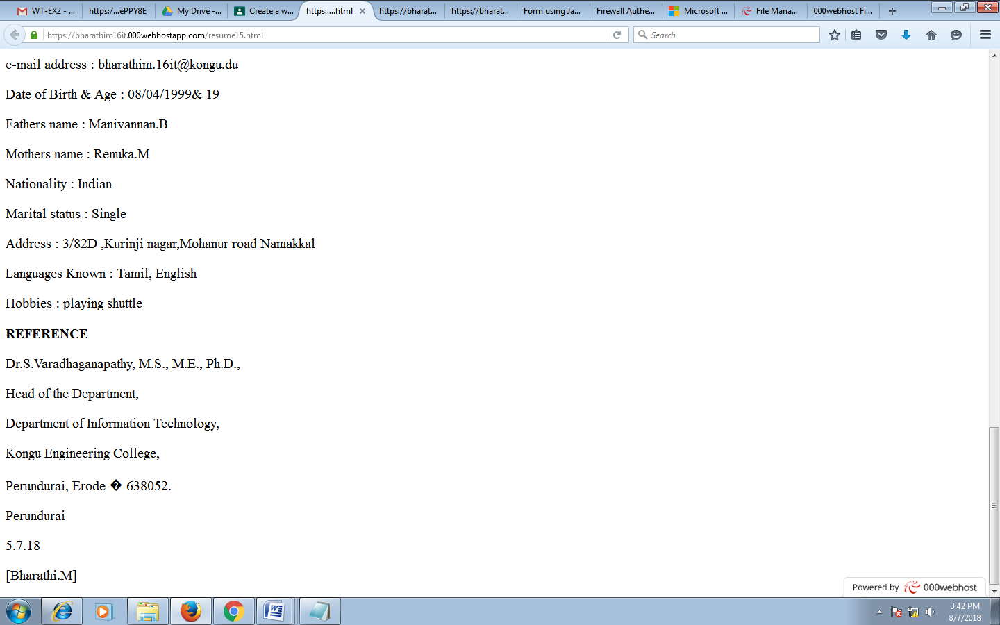 WT-EX2 - ...
https:/...ePPY8E
My Drive -...
Create a w...
https:....html
https://bharat...
https://bharat...
Form using Ja...
Firewall Authe...
Microsoft ...
File Mana...
000webhost Fi...
https://bharathim16it.000webhostapp.com/resume15.html
Search
e-mail address : bharathim.16it@kongu.du
Date of Birth & Age : 08/04/1999& 19
Fathers name : Manivannan.B
Mothers name : Renuka.M
Nationality : Indian
Marital status : Single
Address : 3/82D ,Kurinji nagar,Mohanur road Namakkal
Languages Known : Tamil, English
Hobbies : playing shuttle
REFERENCE
Dr.S.Varadhaganapathy, M.S., M.E., Ph.D.,
Head of the Department,
Department of Information Technology,
Kongu Engineering College,
Perundurai, Erode � 638052.
Perundurai
5.7.18
[Bharathi.M]
Powered by 000webhost
3:42 PM
8/7/2018